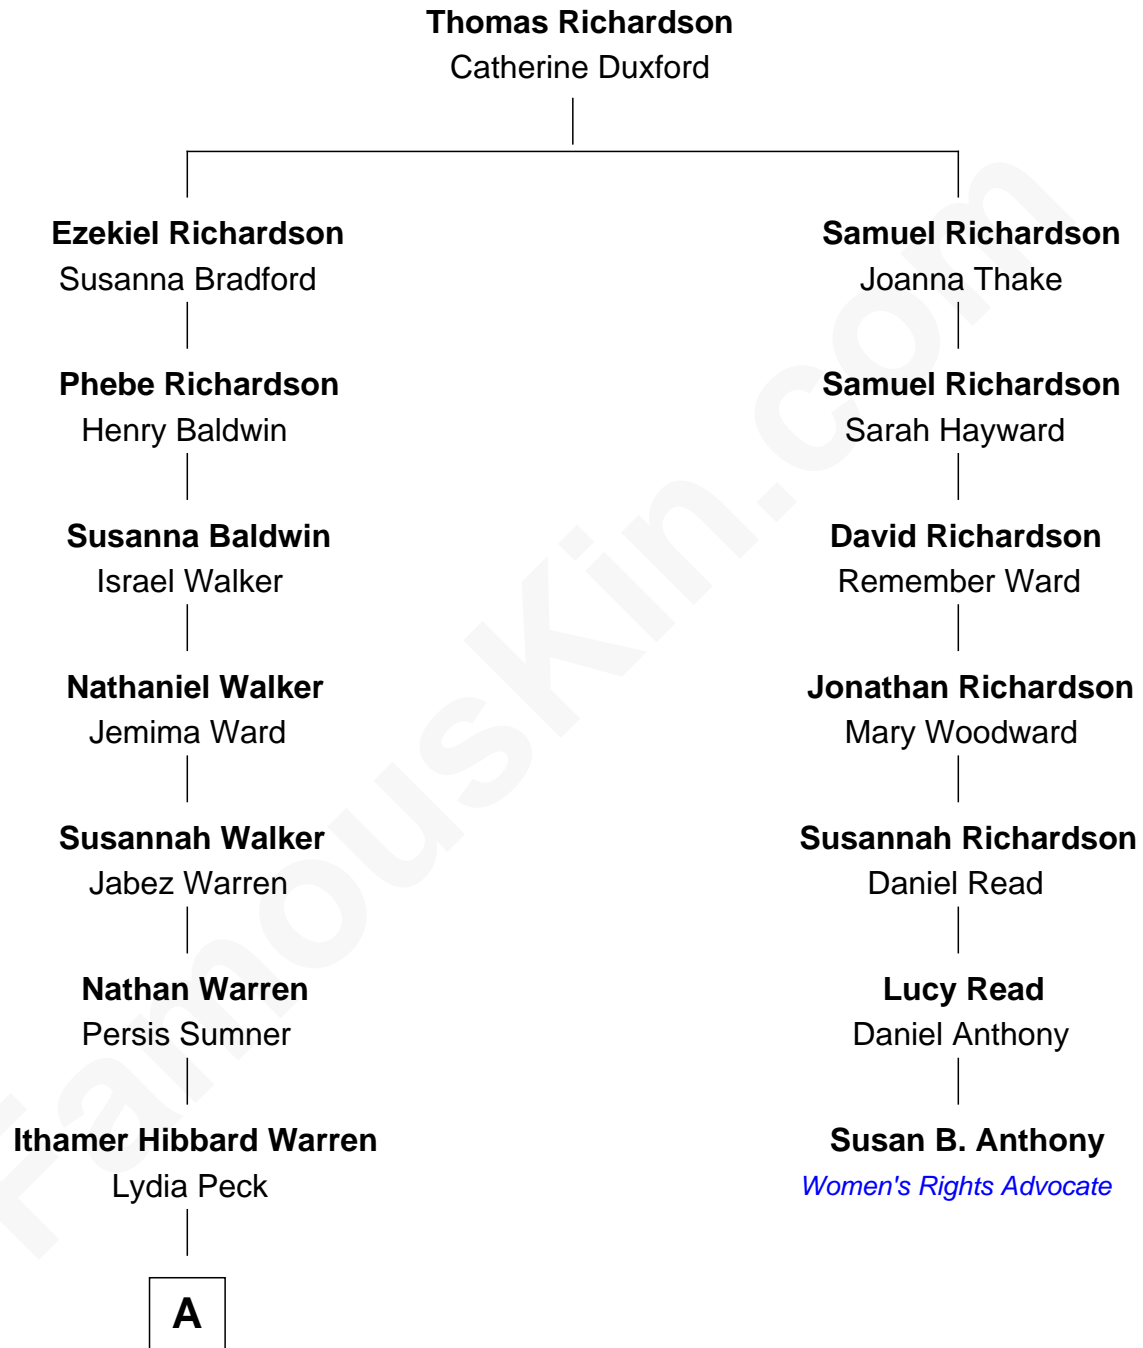 Thomas Richardson
Catherine Duxford
Ezekiel Richardson
Susanna Bradford
Samuel Richardson
Joanna Thake
Phebe Richardson
Henry Baldwin
Samuel Richardson
Sarah Hayward
Susanna Baldwin
Israel Walker
David Richardson
Remember Ward
Nathaniel Walker
Jemima Ward
Jonathan Richardson
Mary Woodward
Susannah Walker
Jabez Warren
Susannah Richardson
Daniel Read
Nathan Warren
Persis Sumner
Lucy Read
Daniel Anthony
Ithamer Hibbard Warren
Lydia Peck
Susan B. Anthony
Women's Rights Advocate
A
FamousKin.com